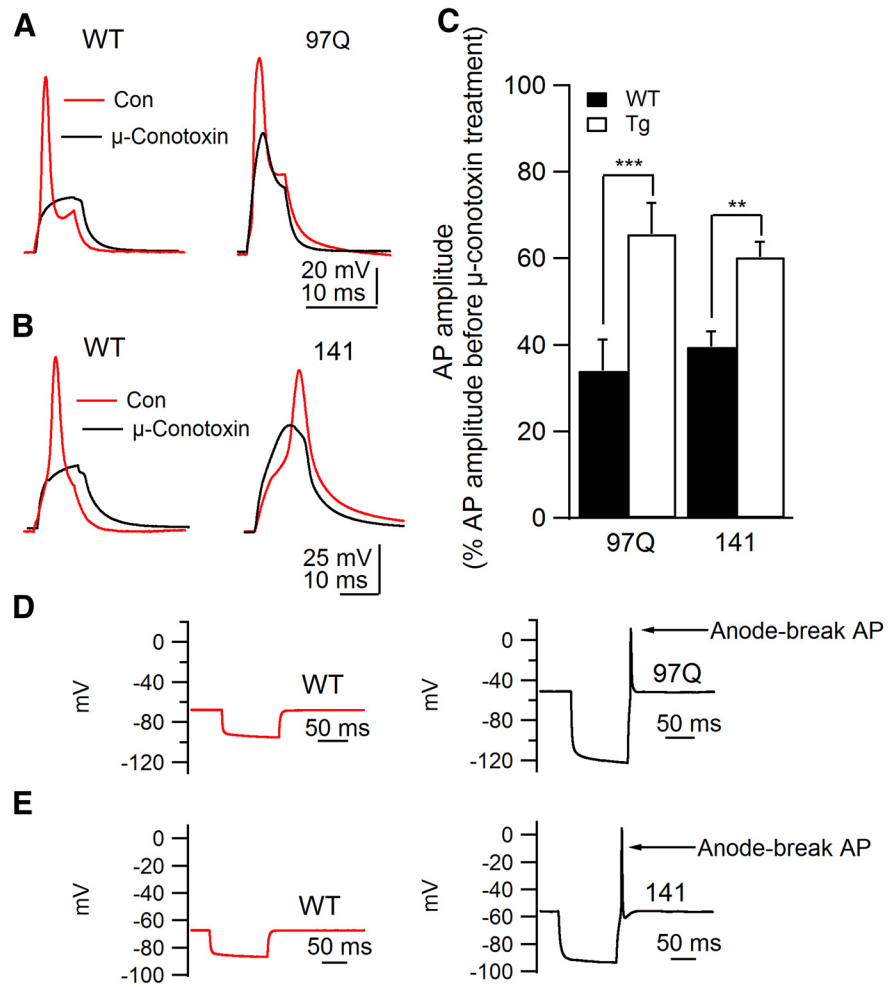 A
WT
97Q
Con
μ-Conotoxin
20 mV
10 ms
B
WT
141
Con
μ-Conotoxin
25 mV
10 ms
C
AP amplitude
(% AP amplitude before μ-conotoxin treatment)
100
80
60
40
20
0
WT
Tg
***
**
97Q
141
D
mV
0
-40
-80
-120
WT
50 ms
mV
0
-40
-80
-120
Anode-break AP
97Q
50 ms
E
mV
0
-20
-40
-60
-80
-100
WT
50 ms
mV
0
-20
-40
-60
-80
-100
Anode-break AP
141
50 ms